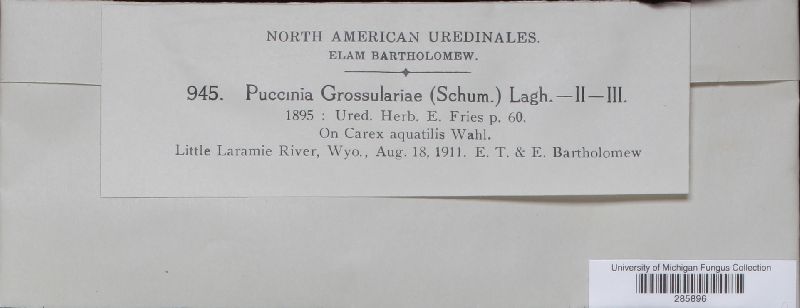 NORTH AMERICAN UREDINALES.
ELAM BARTHOLOMEW.
945. Puccinia Grossulariae (Schum.) Lagh.—II—III.
1895 : Ured. Herb. E. Fries p. 60.
On Carex aquatilis Wahl.
Little Laramie River, Wyo., Aug. 18, 1911. E. T. & E. Bartholomew
University of Michigan Fungus Collection
285896